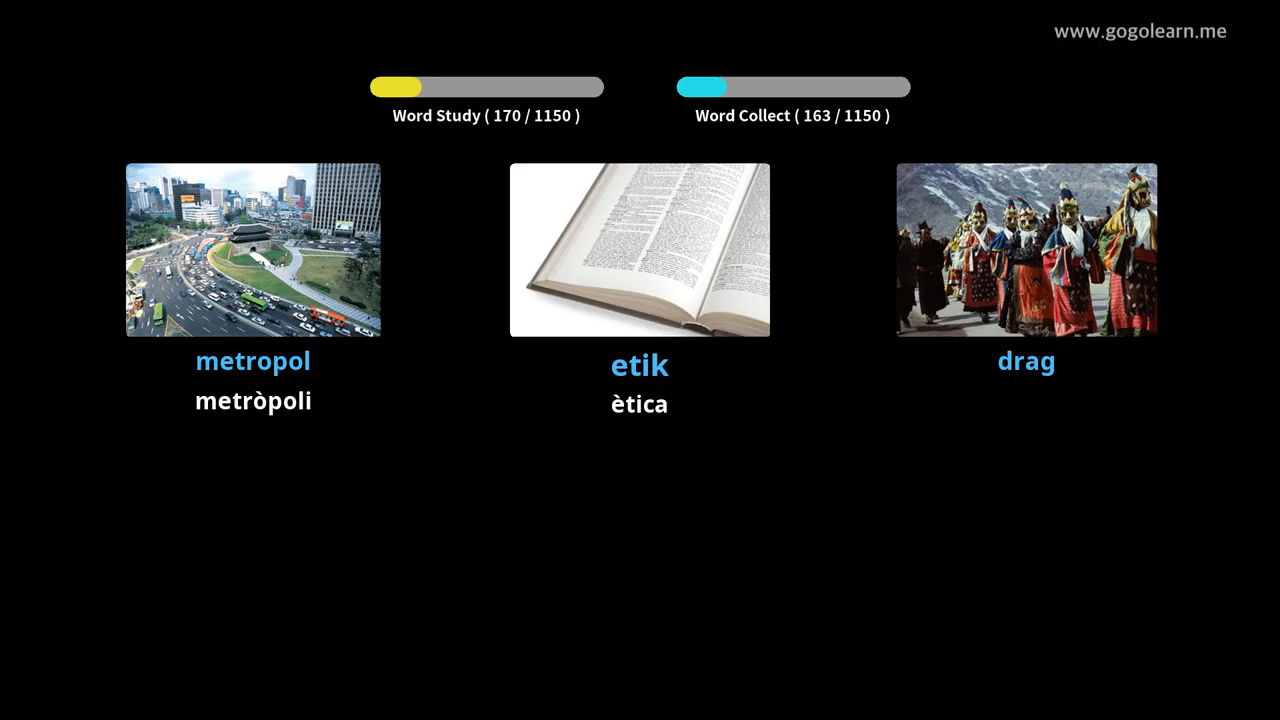 www.gogolearn.me
Word Study ( 170 / 1150 )
Word Collect ( 163 / 1150 )
metropol
metròpoli
etik
ètica
drag